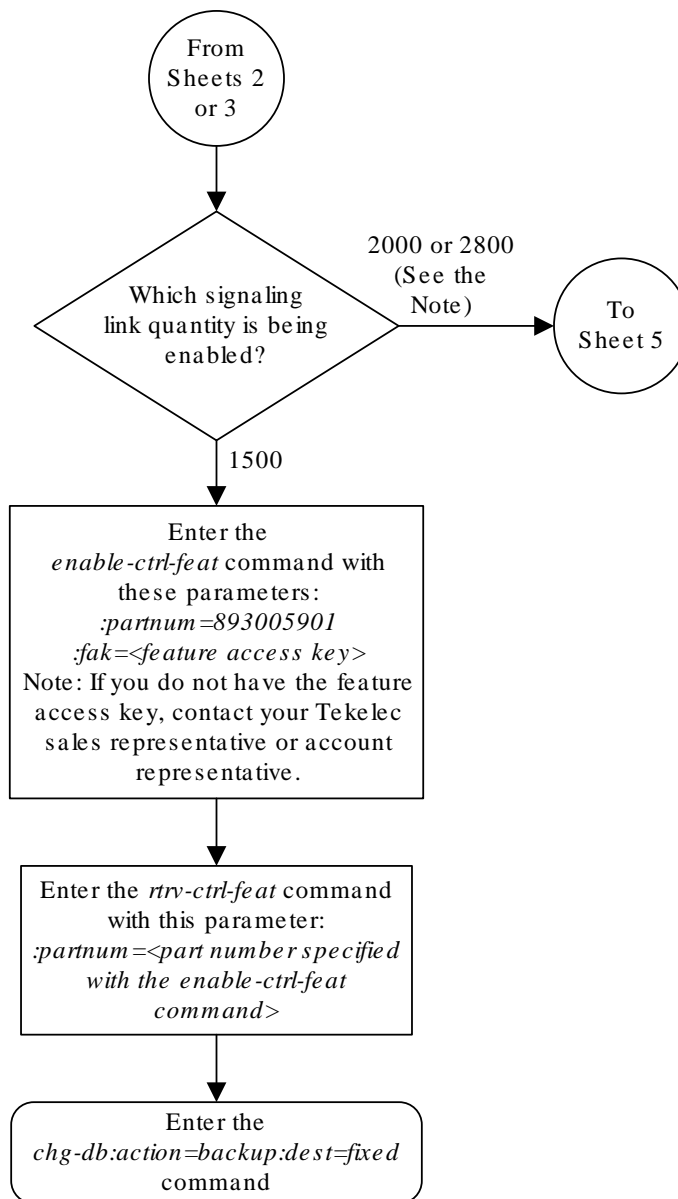 From
Sheets 2
or 3
Which signaling
link quantity is being
enabled?
2000 or 2800
(See the
Note)
To
Sheet 5
1500
Enter the
enable-ctrl-feat command with
these parameters:
:partnum=893005901
:fak=<feature access key>
Note: If you do not have the feature
access key, contact your Tekelec
sales representative or account
representative.
Enter the rtrv-ctrl-feat command
with this parameter:
:partnum=<part number specified
with the enable-ctrl-feat
command>
Enter the
chg-db:action=backup:dest=fixed
command